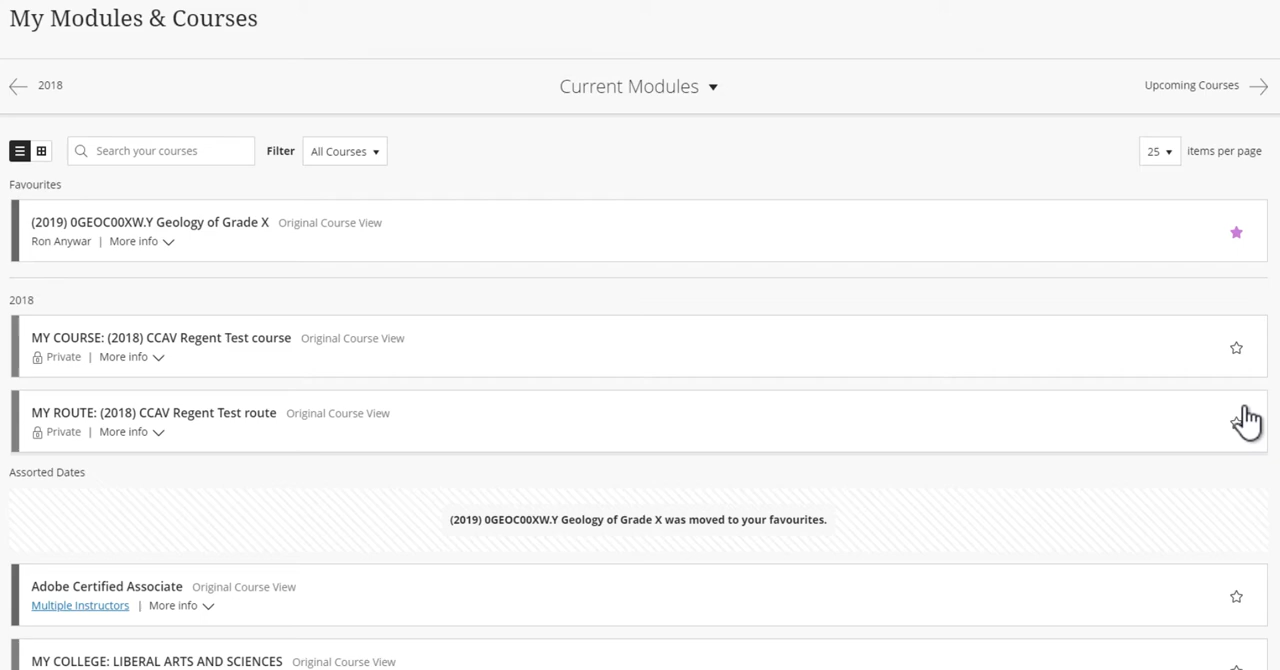 My Modules & Courses
2018
Current Modules
Upcoming Courses
Search your courses
Filter
All Courses
25
items per page
Favourites
(2019) 0GEOC00XW.Y Geology of Grade X Original Course View
Ron Anywar | More info
2018
MY COURSE: (2018) CCAV Regent Test course Original Course View
Private | More info
MY ROUTE: (2018) CCAV Regent Test route Original Course View
Private | More info
Assorted Dates
(2019) 0GEOC00XW.Y Geology of Grade X was moved to your favourites.
Adobe Certified Associate Original Course View
Multiple Instructors | More info
MY COLLEGE: LIBERAL ARTS AND SCIENCES Original Course View